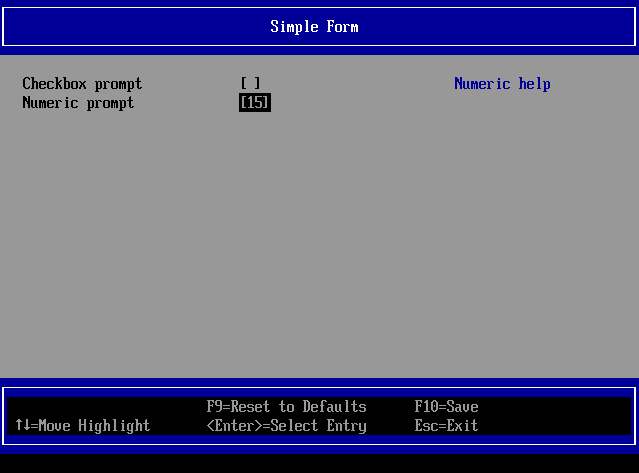 Simple Form
Checkbox prompt [ ] Numeric help
Numeric prompt [15]
F9=Reset to Defaults F10=Save
↑↓=Move Highlight <Enter>=Select Entry Esc=Exit